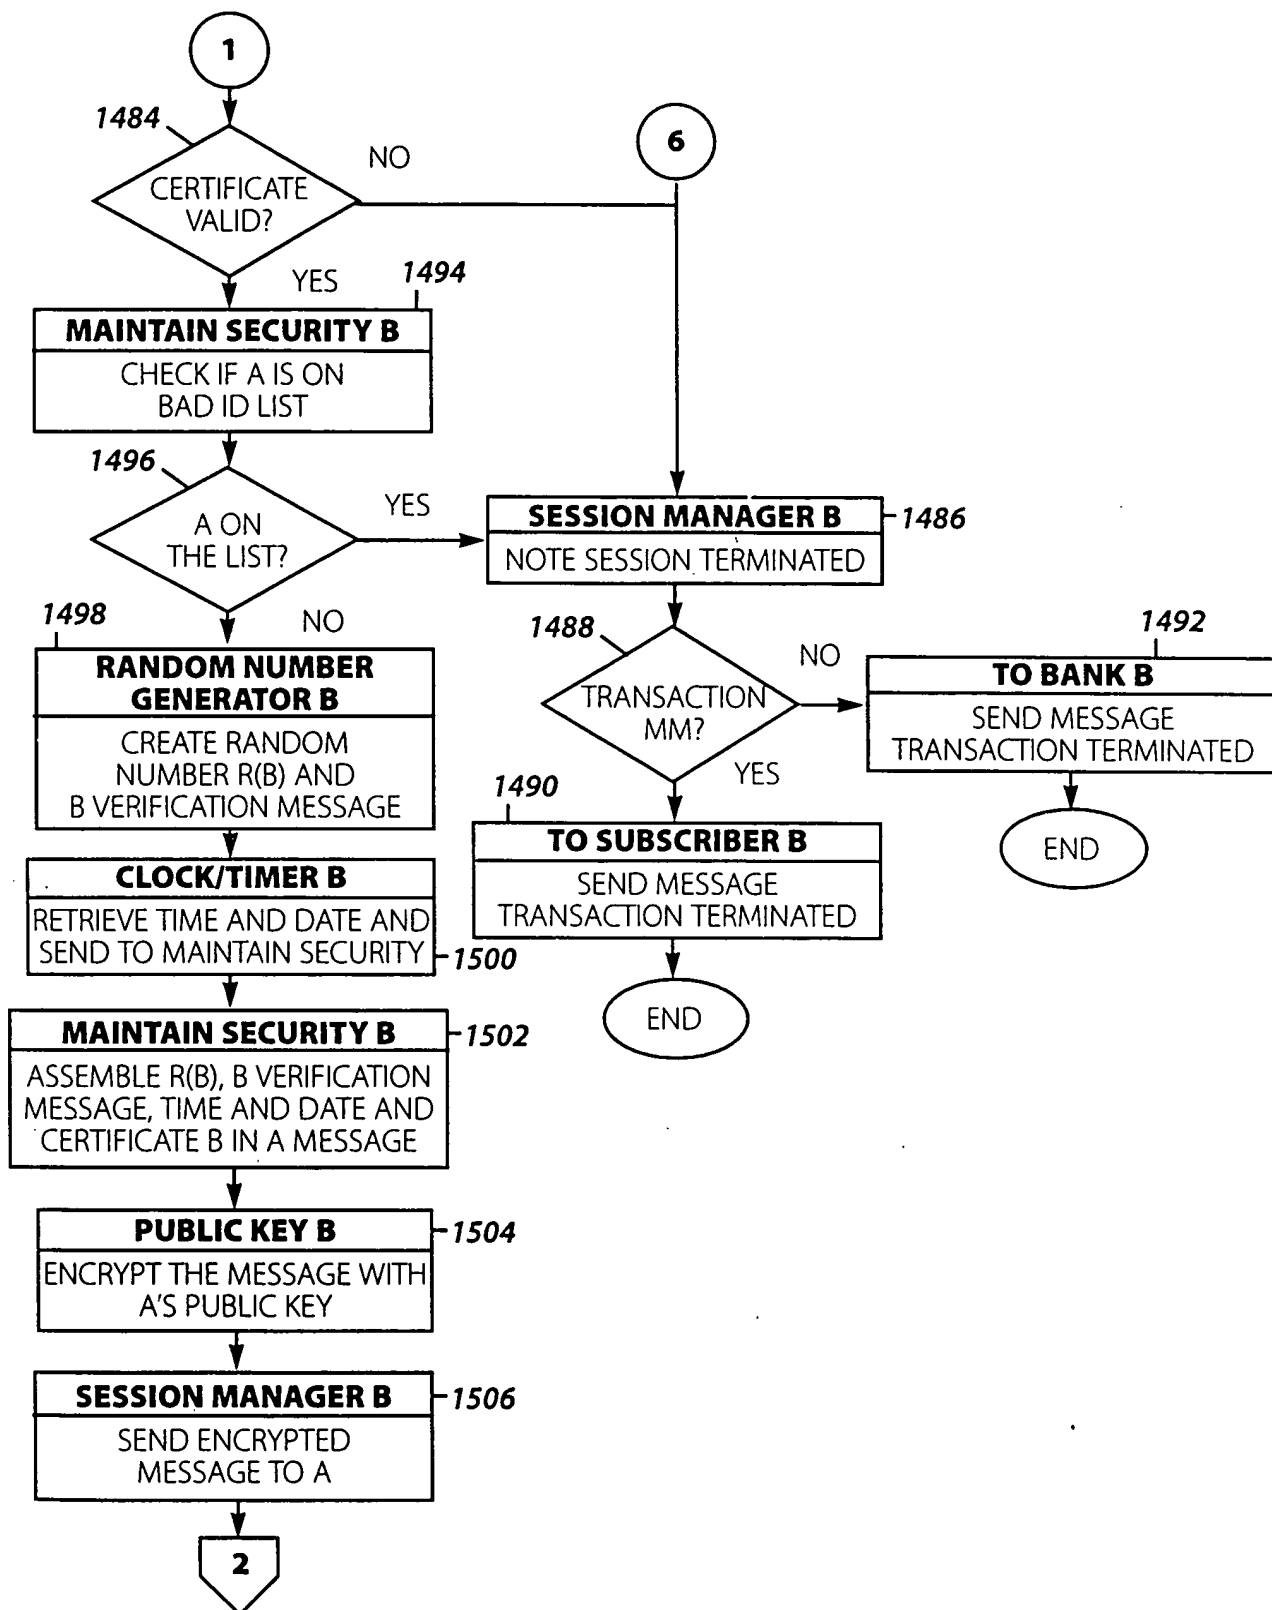 1
1484
CERTIFICATE
VALID?
NO
6
YES
1494
MAINTAIN SECURITY B
CHECK IF A IS ON
BAD ID LIST
1496
A ON
THE LIST?
YES
SESSION MANAGER B
1486
NOTE SESSION TERMINATED
NO
1498
RANDOM NUMBER
GENERATOR B
CREATE RANDOM
NUMBER R(B) AND
B VERIFICATION MESSAGE
1488
TRANSACTION
MM?
NO
1492
TO BANK B
SEND MESSAGE
TRANSACTION TERMINATED
END
YES
1490
TO SUBSCRIBER B
SEND MESSAGE
TRANSACTION TERMINATED
END
CLOCK/TIMER B
RETRIEVE TIME AND DATE AND
SEND TO MAINTAIN SECURITY
1500
MAINTAIN SECURITY B
1502
ASSEMBLE R(B), B VERIFICATION
MESSAGE, TIME AND DATE AND
CERTIFICATE B IN A MESSAGE
PUBLIC KEY B
1504
ENCRYPT THE MESSAGE WITH
A'S PUBLIC KEY
SESSION MANAGER B
1506
SEND ENCRYPTED
MESSAGE TO A
2